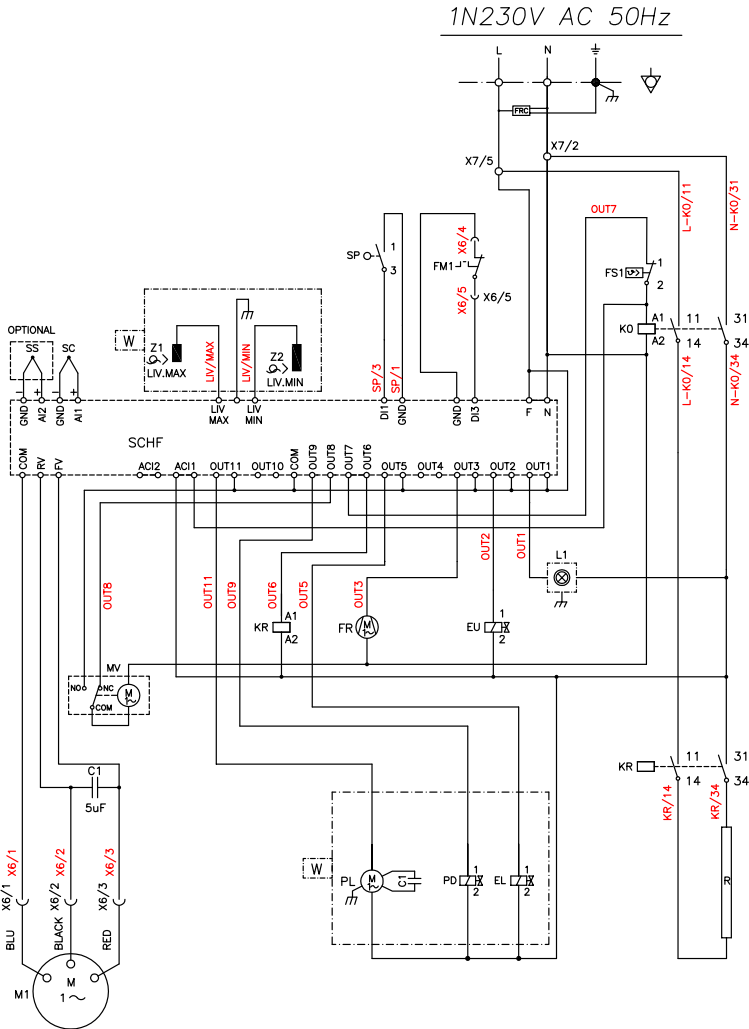 1N230V AC 50Hz
L N
FRC
X7/5 X7/2
L-K0/11
N-K0/31
OUT7
SP 1
3
X6/4
FM1
X6/5 X6/5
FS1 1
2
K0 A1 11 31
A2 14 34
L-K0/14
N-K0/34
OPTIONAL
SS SC
W
Z1
LIV.MAX
LIV/MAX
LIV/MIN
Z2
LIV.MIN
SP/3
SP/1
- + - +
GND AI2 GND AI1
LIV
MAX
LIV
MIN
DI1 GND GND DI3 F N
SCHF
COM RV FV ACI2 ACI1 OUT11 OUT10 COM OUT9 OUT8 OUT7 OUT6 OUT5 OUT4 OUT3 OUT2 OUT1
OUT8
OUT11
OUT9
OUT6
OUT5
OUT3
OUT2
OUT1
L1
KR A1
A2
FR M
1
EU 1
2
MV
NO NC
COM
M
1
C1
5uF
KR 11 31
14 34
KR/14
KR/34
R
W
PL M
1
C1
PD 1
2
EL 1
2
X6/1 X6/1
X6/2 X6/2
X6/3 X6/3
BLU
BLACK
RED
M1 M
1~